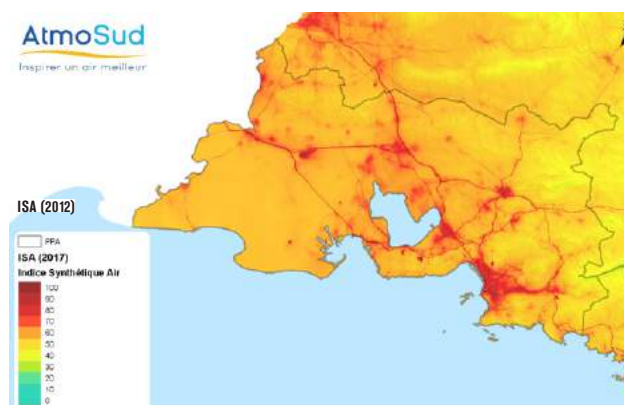 AtmoSud
Inspirer un air meilleur
ISA (2012)
PPA
ISA (2017)
Indice Synthétique Air
100
90
80
70
60
50
40
30
20
10
0